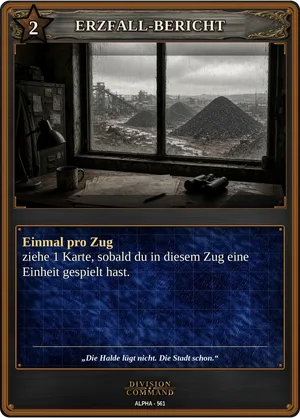 2
ERZFALL-BERICHT
Einmal pro Zug
ziehe 1 Karte, sobald du in diesem Zug eine
Einheit gespielt hast.
„Die Halde lügt nicht. Die Stadt schon.“
DIVISION
COMMAND
ALPHA - 561